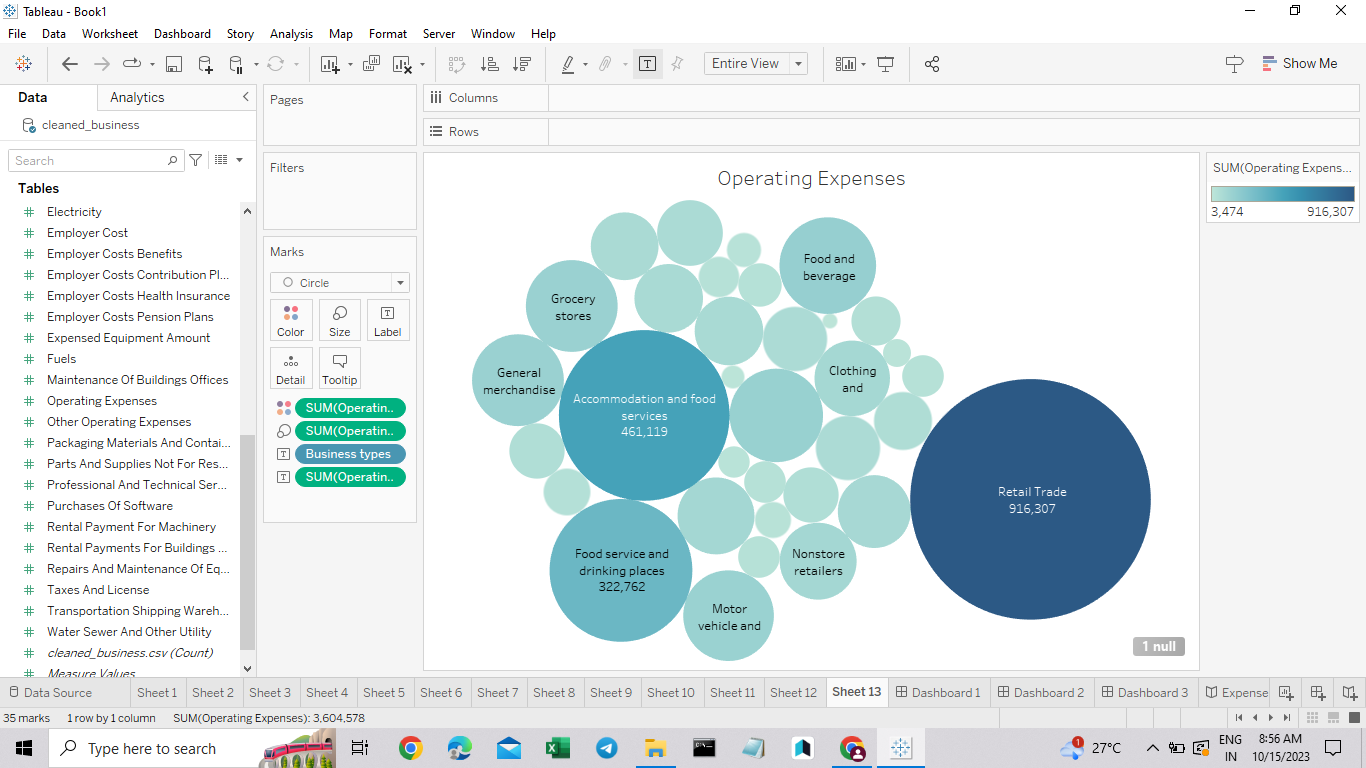 Tableau - Book1
File Data Worksheet Dashboard Story Analysis Map Format Server Window Help
Entire View
Show Me
Data Analytics
cleaned_business
Search
Tables
Electricity
Employer Cost
Employer Costs Benefits
Employer Costs Contribution Pl...
Employer Costs Health Insurance
Employer Costs Pension Plans
Expensed Equipment Amount
Fuels
Maintenance Of Buildings Offices
Operating Expenses
Other Operating Expenses
Packaging Materials And Contai...
Parts And Supplies Not For Res...
Professional And Technical Ser...
Purchases Of Software
Rental Payment For Machinery
Rental Payments For Buildings ...
Repairs And Maintenance Of Eq...
Taxes And License
Transportation Shipping Wareh...
Water Sewer And Other Utility
cleaned_business.csv (Count)
Measure Values
Pages
Filters
Marks
Circle
Color Size Label
Detail Tooltip
SUM(Operatin..
SUM(Operatin..
Business types
SUM(Operatin..
Columns
Rows
Operating Expenses
Food and
beverage
Grocery
stores
General
merchandise
Clothing
and
Accommodation and food
services
461,119
Retail Trade
916,307
Food service and
drinking places
322,762
Nonstore
retailers
Motor
vehicle and
1 null
SUM(Operating Expens...
3,474 916,307
Data Source Sheet 1 Sheet 2 Sheet 3 Sheet 4 Sheet 5 Sheet 6 Sheet 7 Sheet 8 Sheet 9 Sheet 10 Sheet 11 Sheet 12 Sheet 13 Dashboard 1 Dashboard 2 Dashboard 3 Expense
35 marks 1 row by 1 column SUM(Operating Expenses): 3,604,578
Type here to search
1
27°C
ENG
IN
8:56 AM
10/15/2023